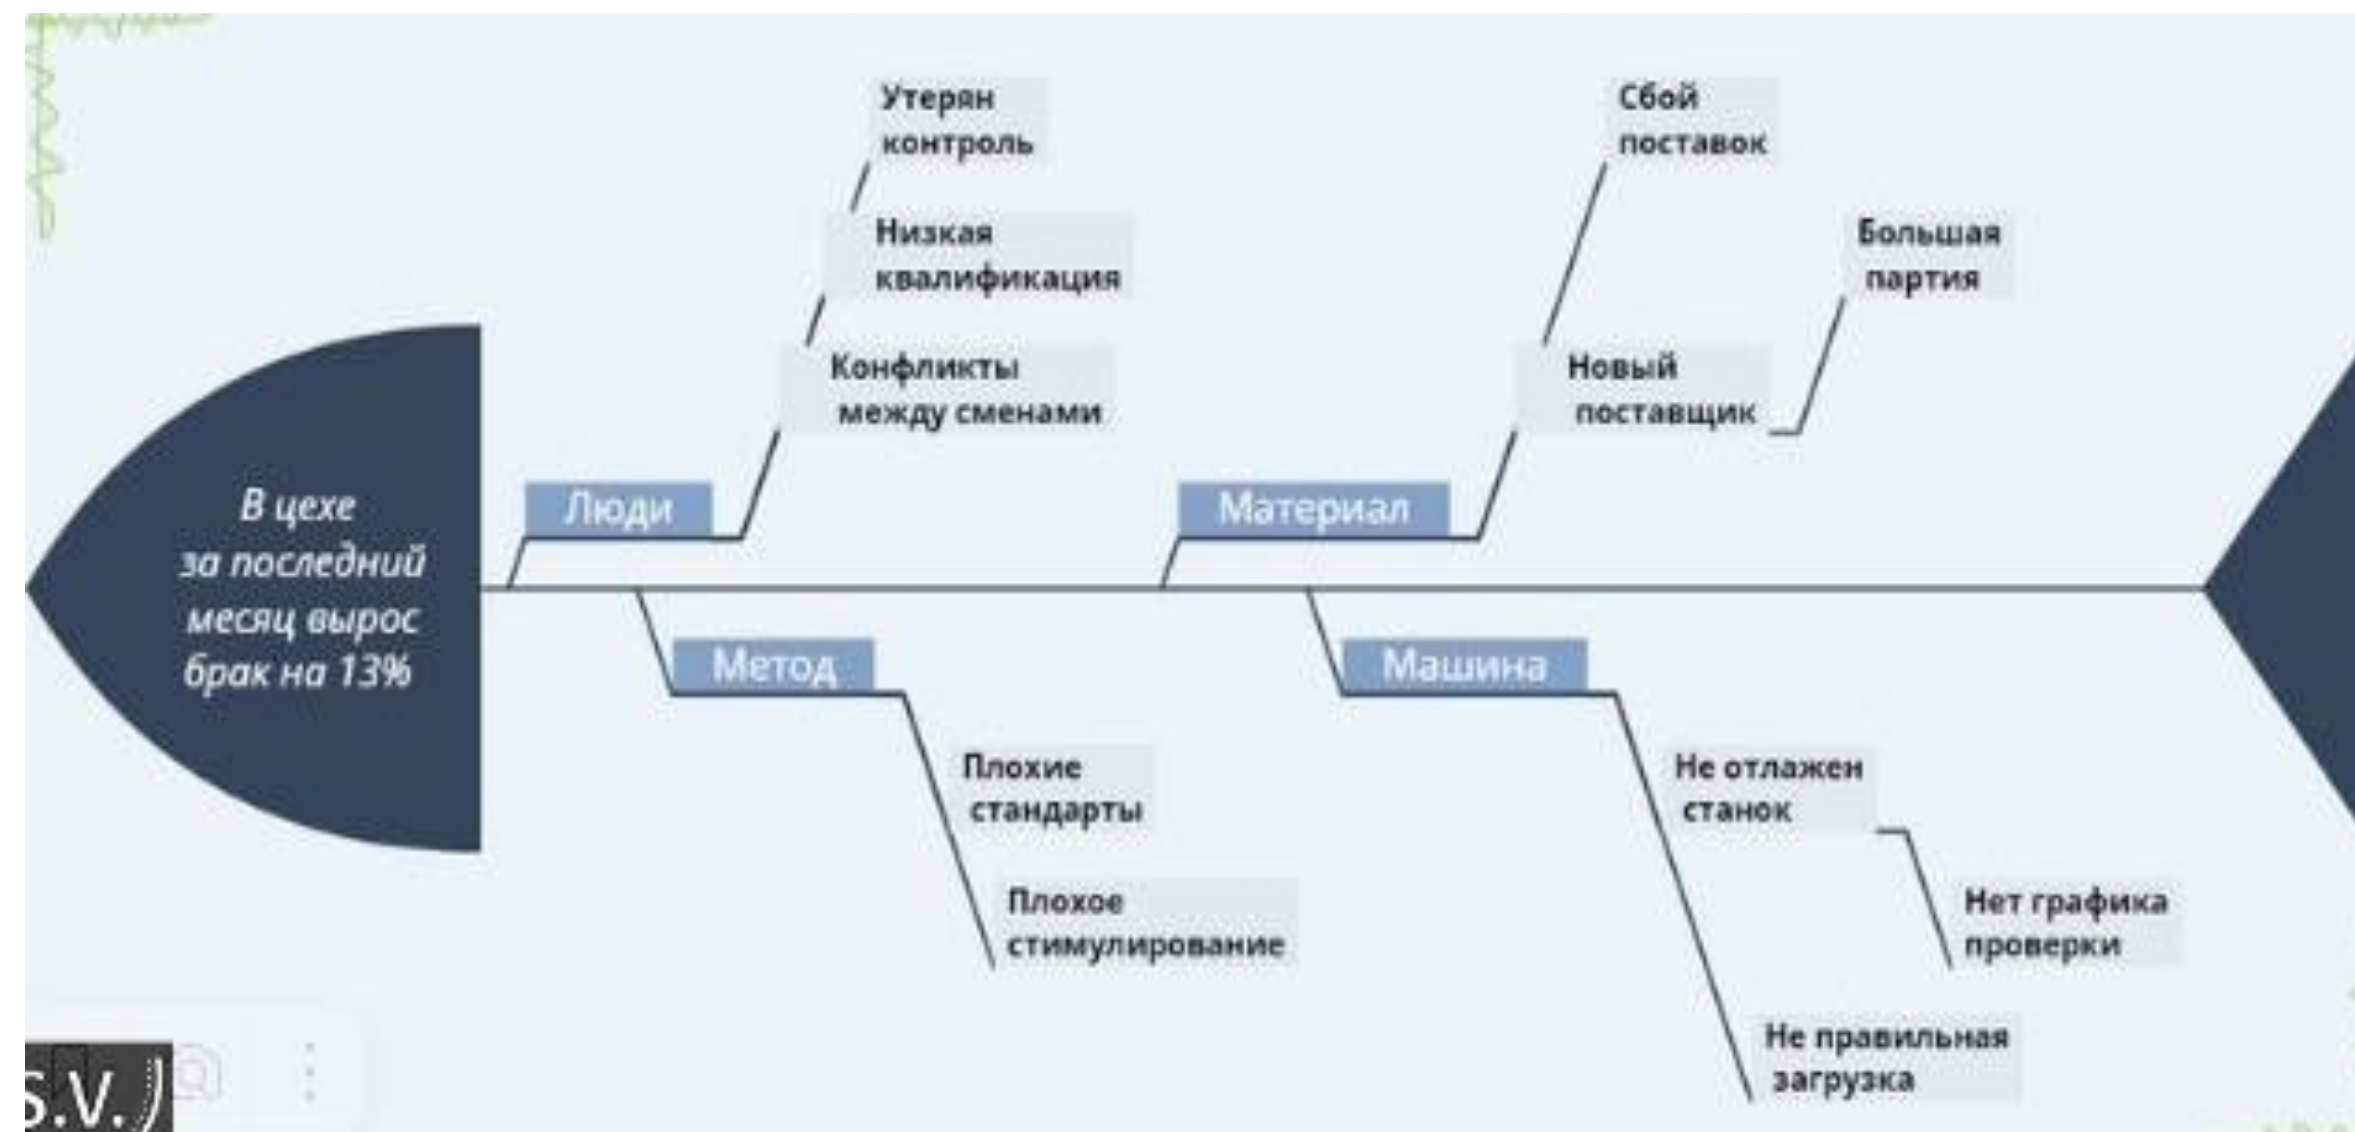 В цехе
за последний
месяц вырос
брак на 13%
Люди
Утерян
контроль
Низкая
квалификация
Конфликты
между сменами
Материал
Сбой
поставок
Новый
поставщик
Большая
партия
Метод
Плохие
стандарты
Плохое
стимулирование
Машина
Не отлажен
станок
Нет графика
проверки
Не правильная
загрузка
S.V.)